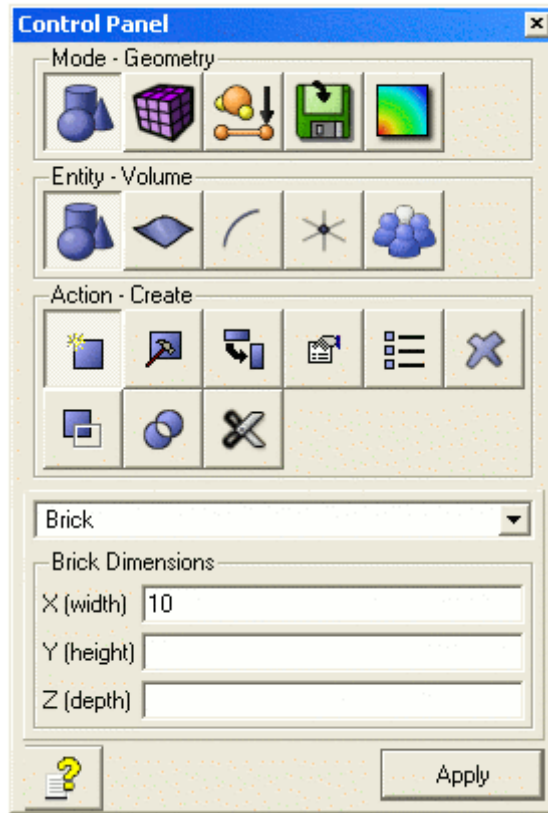 Control Panel
Mode - Geometry
Entity - Volume
Action - Create
Brick
Brick Dimensions
X (width) 10
Y (height)
Z (depth)
Apply